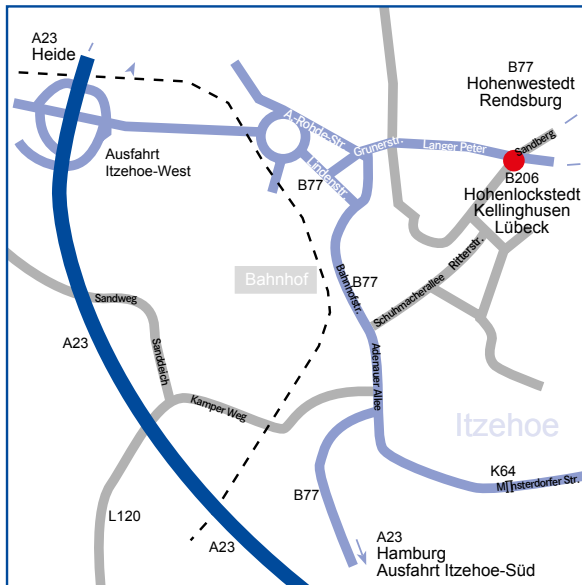 A23
Heide
B77
Hohenwestedt
Rendsburg
A-Rohde-Str.
Grunerstr.
Langer Peter
Sandberg
Ausfahrt
Itzehoe-West
Lindenstr.
B77
B206
Hohenlockstedt
Kellinghusen
Lübeck
Bahnhof
Bahnhofstr.
B77
Ritterstr.
Schuhmacherallee
Sandweg
A23
Sanddeich
Adenauer Allee
Kamper Weg
Itzehoe
K64
B77
L120
A23
A23
Hamburg
Ausfahrt Itzehoe-Süd